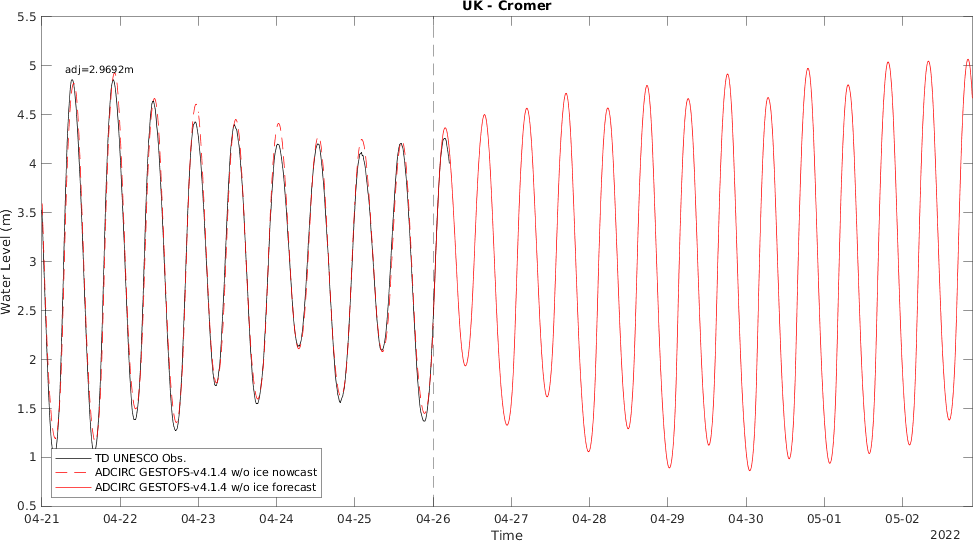 UK - Cromer
5.5
5
4.5
4
3.5
3
2.5
2
1.5
1
0.5
Water Level (m)
adj=2.9692m
TD UNESCO Obs.
ADCIRC GESTOFS-v4.1.4 w/o ice nowcast
ADCIRC GESTOFS-v4.1.4 w/o ice forecast
04-21 04-22 04-23 04-24 04-25 04-26 04-27 04-28 04-29 04-30 05-01 05-02
Time
2022